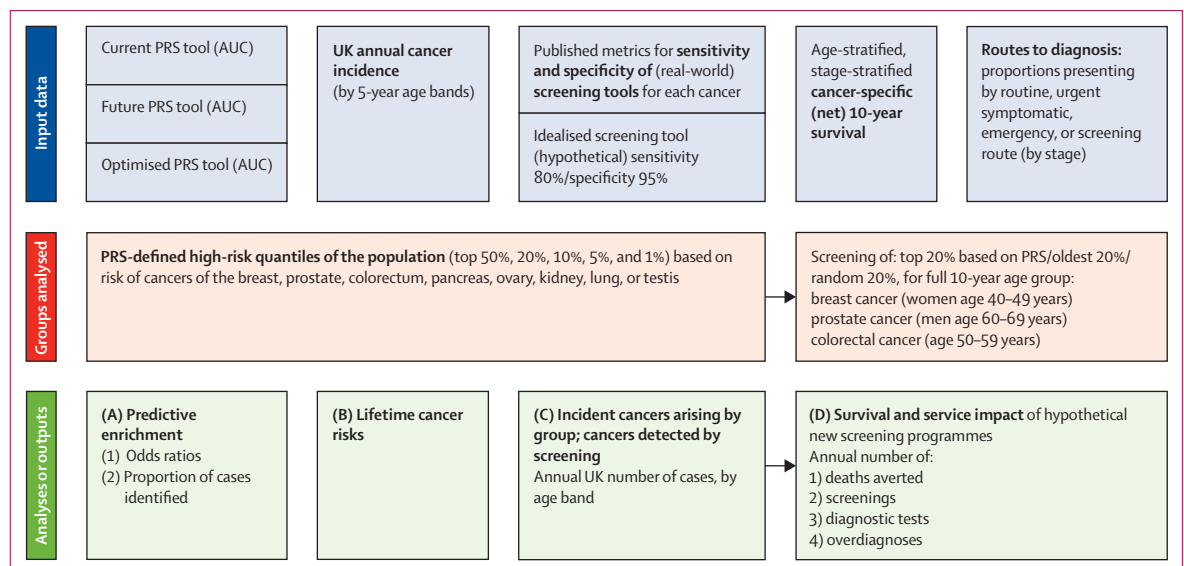 Input data
Current PRS tool (AUC)
Future PRS tool (AUC)
Optimised PRS tool (AUC)
UK annual cancer
incidence
(by 5-year age bands)
Published metrics for sensitivity
and specificity of (real-world)
screening tools for each cancer
Idealised screening tool
(hypothetical) sensitivity
80%/specificity 95%
Age-stratified,
stage-stratified
cancer-specific
(net) 10-year
survival
Routes to diagnosis:
proportions presenting
by routine, urgent
symptomatic,
emergency, or screening
route (by stage)
Groups analysed
PRS-defined high-risk quantiles of the population (top 50%, 20%, 10%, 5%, and 1%) based on
risk of cancers of the breast, prostate, colorectum, pancreas, ovary, kidney, lung, or testis
Screening of: top 20% based on PRS/oldest 20%/
random 20%, for full 10-year age group:
breast cancer (women age 40–49 years)
prostate cancer (men age 60–69 years)
colorectal cancer (age 50–59 years)
Analyses or outputs
(A) Predictive
enrichment
(1) Odds ratios
(2) Proportion of cases
identified
(B) Lifetime cancer
risks
(C) Incident cancers arising by
group; cancers detected by
screening
Annual UK number of cases, by
age band
(D) Survival and service impact of hypothetical
new screening programmes
Annual number of:
1) deaths averted
2) screenings
3) diagnostic tests
4) overdiagnoses